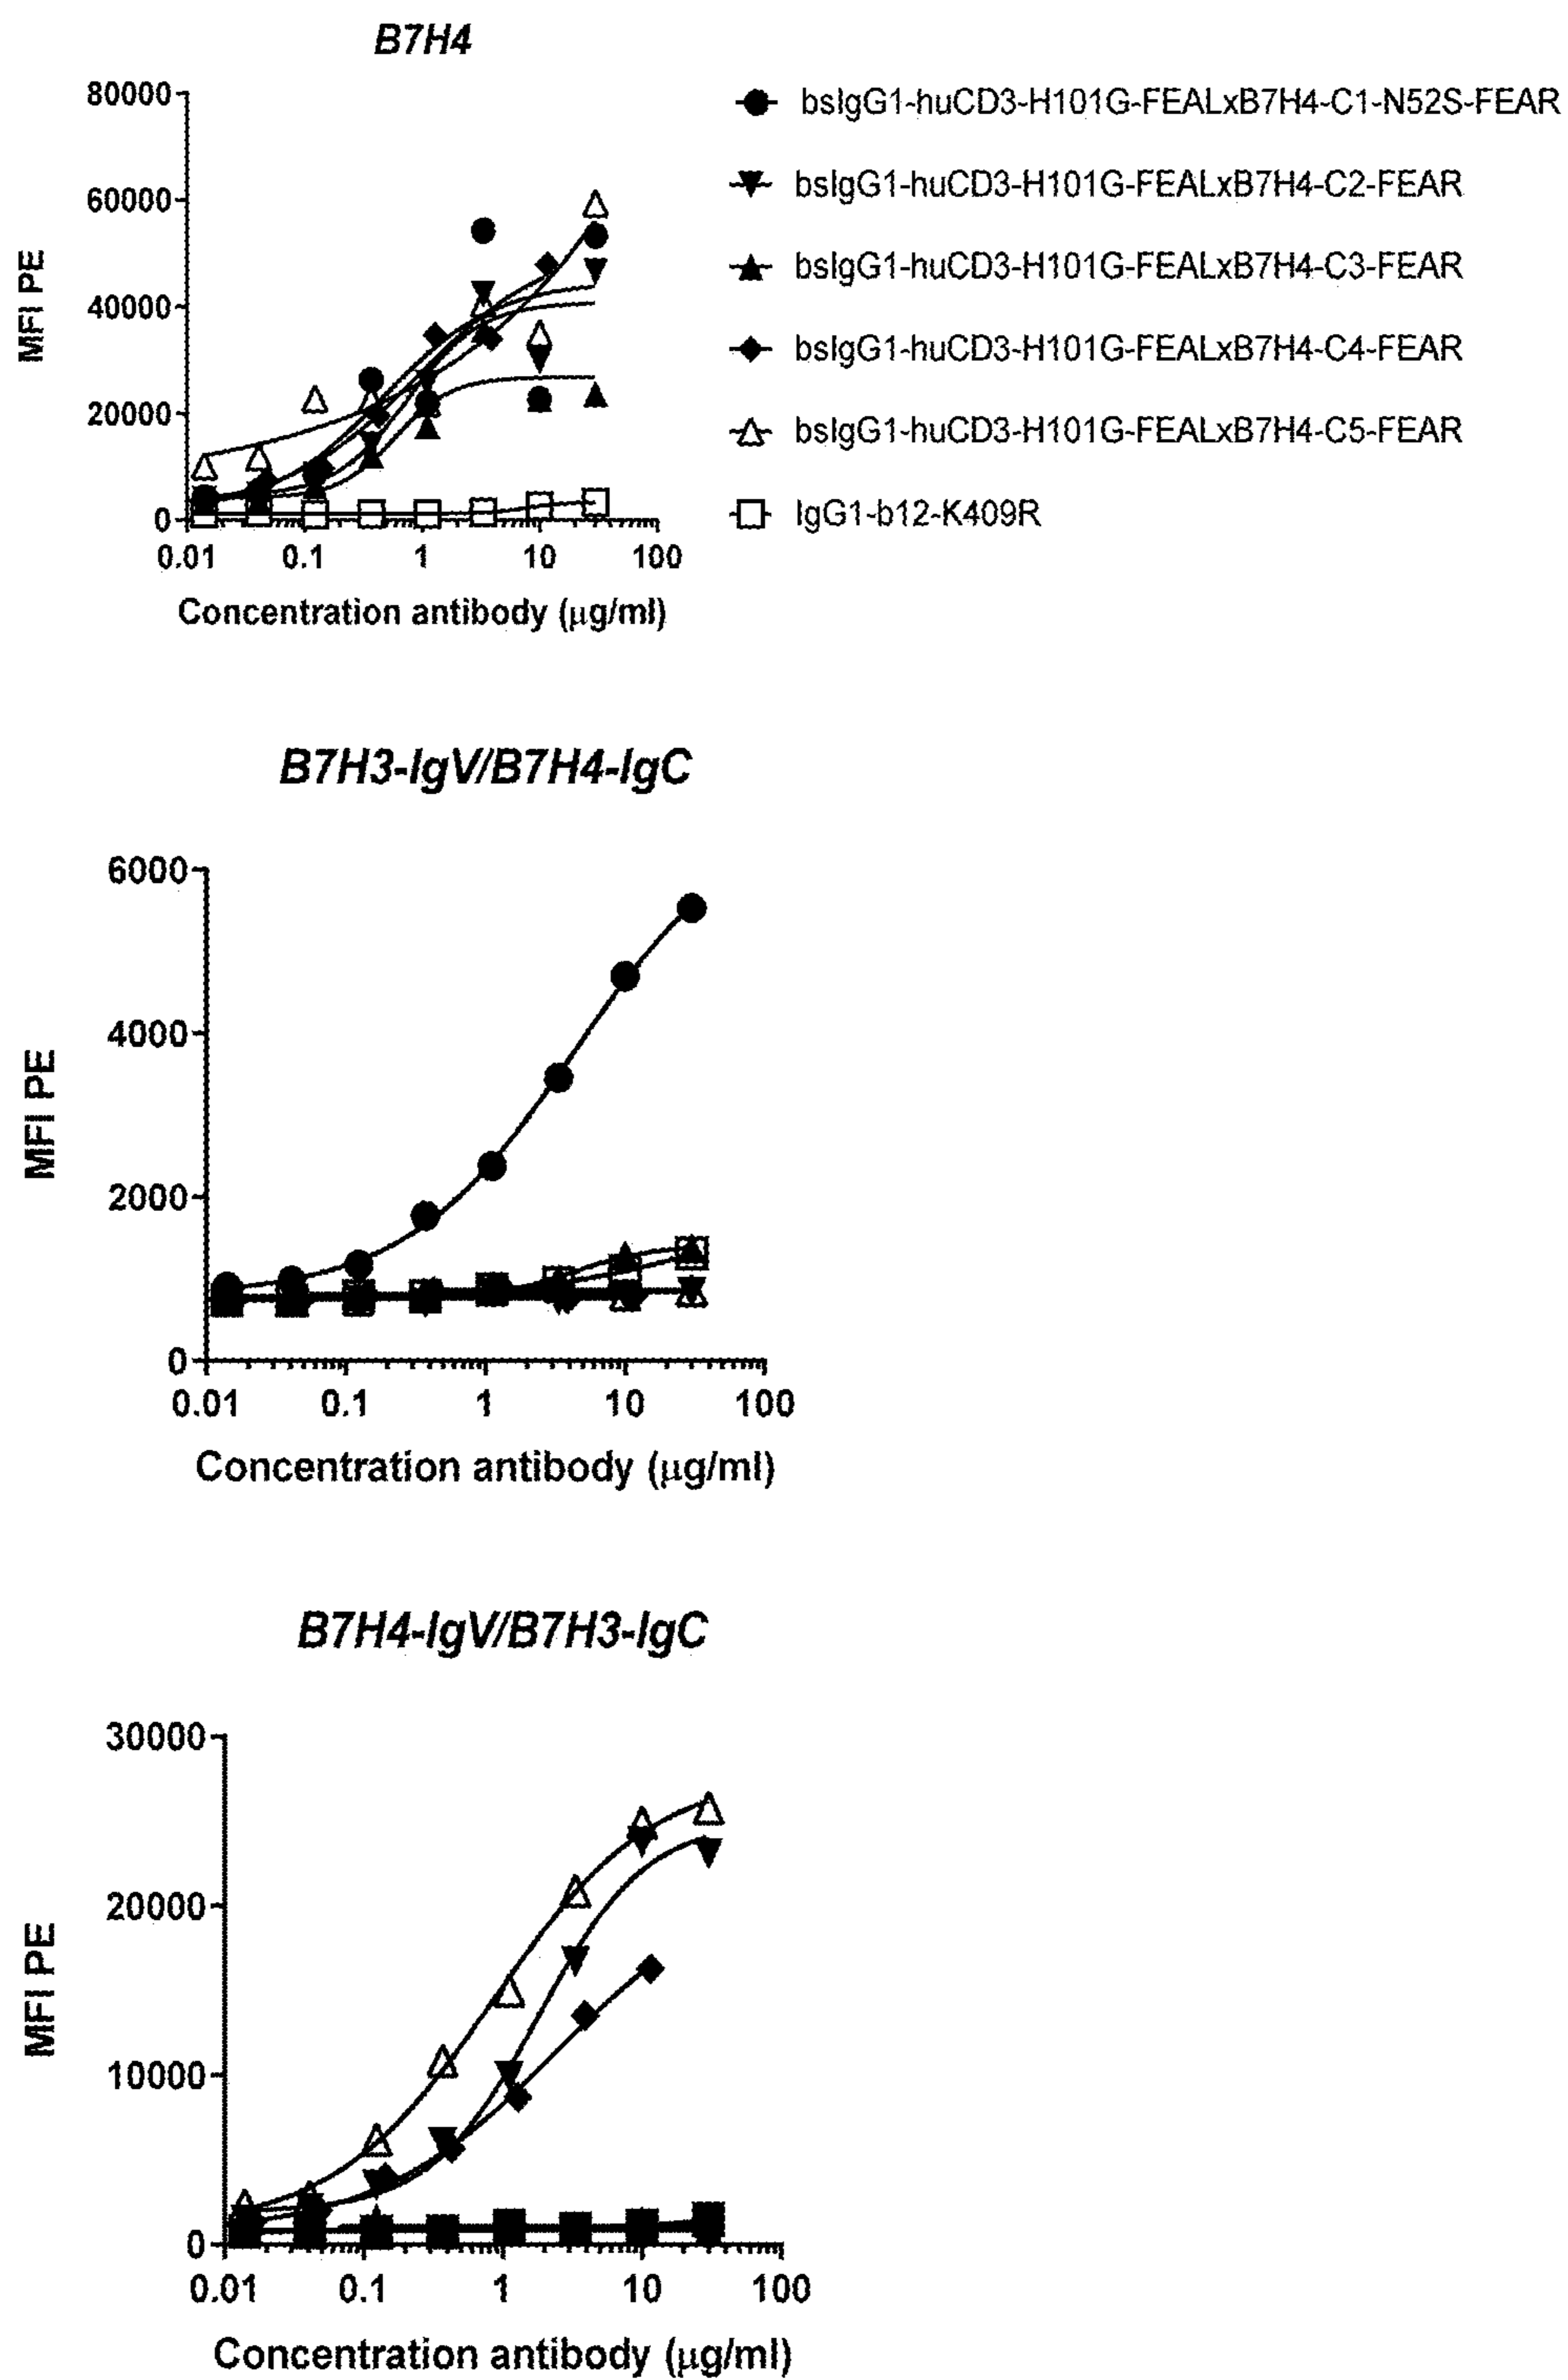 B7H4
MFI PE
80000
60000
40000
20000
0
0.01 0.1 1 10 100
Concentration antibody (μg/ml)
bsIgG1-huCD3-H101G-FEALxB7H4-C1-N52S-FEAR
bsIgG1-huCD3-H101G-FEALxB7H4-C2-FEAR
bsIgG1-huCD3-H101G-FEALxB7H4-C3-FEAR
bsIgG1-huCD3-H101G-FEALxB7H4-C4-FEAR
bsIgG1-huCD3-H101G-FEALxB7H4-C5-FEAR
IgG1-b12-K409R
B7H3-IgV/B7H4-IgC
MFI PE
6000
4000
2000
0
0.01 0.1 1 10 100
Concentration antibody (μg/ml)
B7H4-IgV/B7H3-IgC
MFI PE
30000
20000
10000
0
0.01 0.1 1 10 100
Concentration antibody (μg/ml)